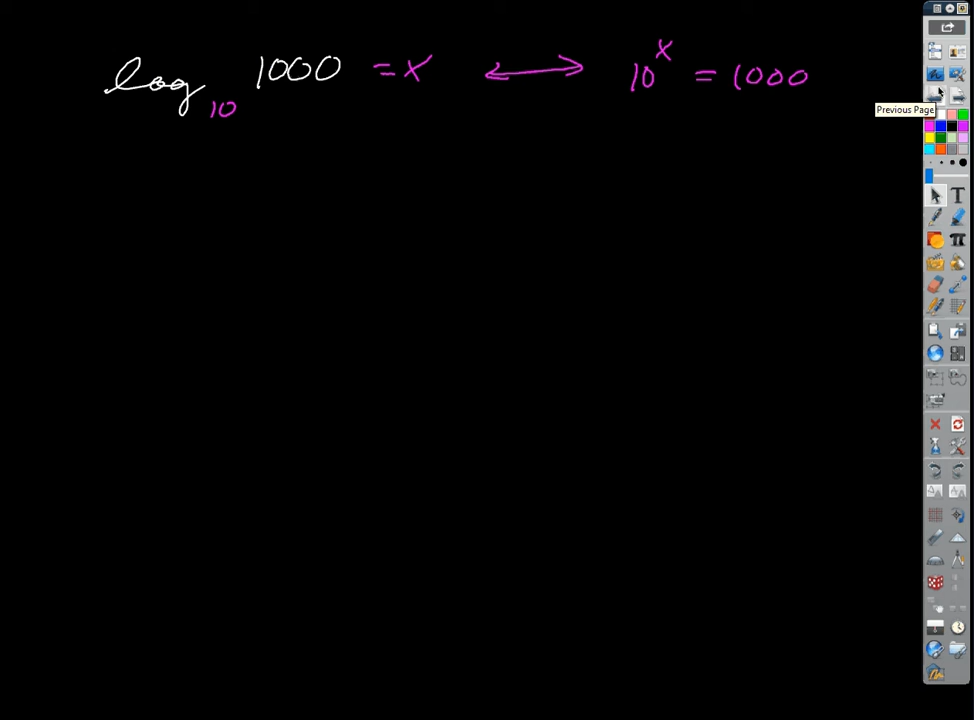 log₁₀ 1000 = x ⟷ 10ˣ = 1000
Previous Page
T